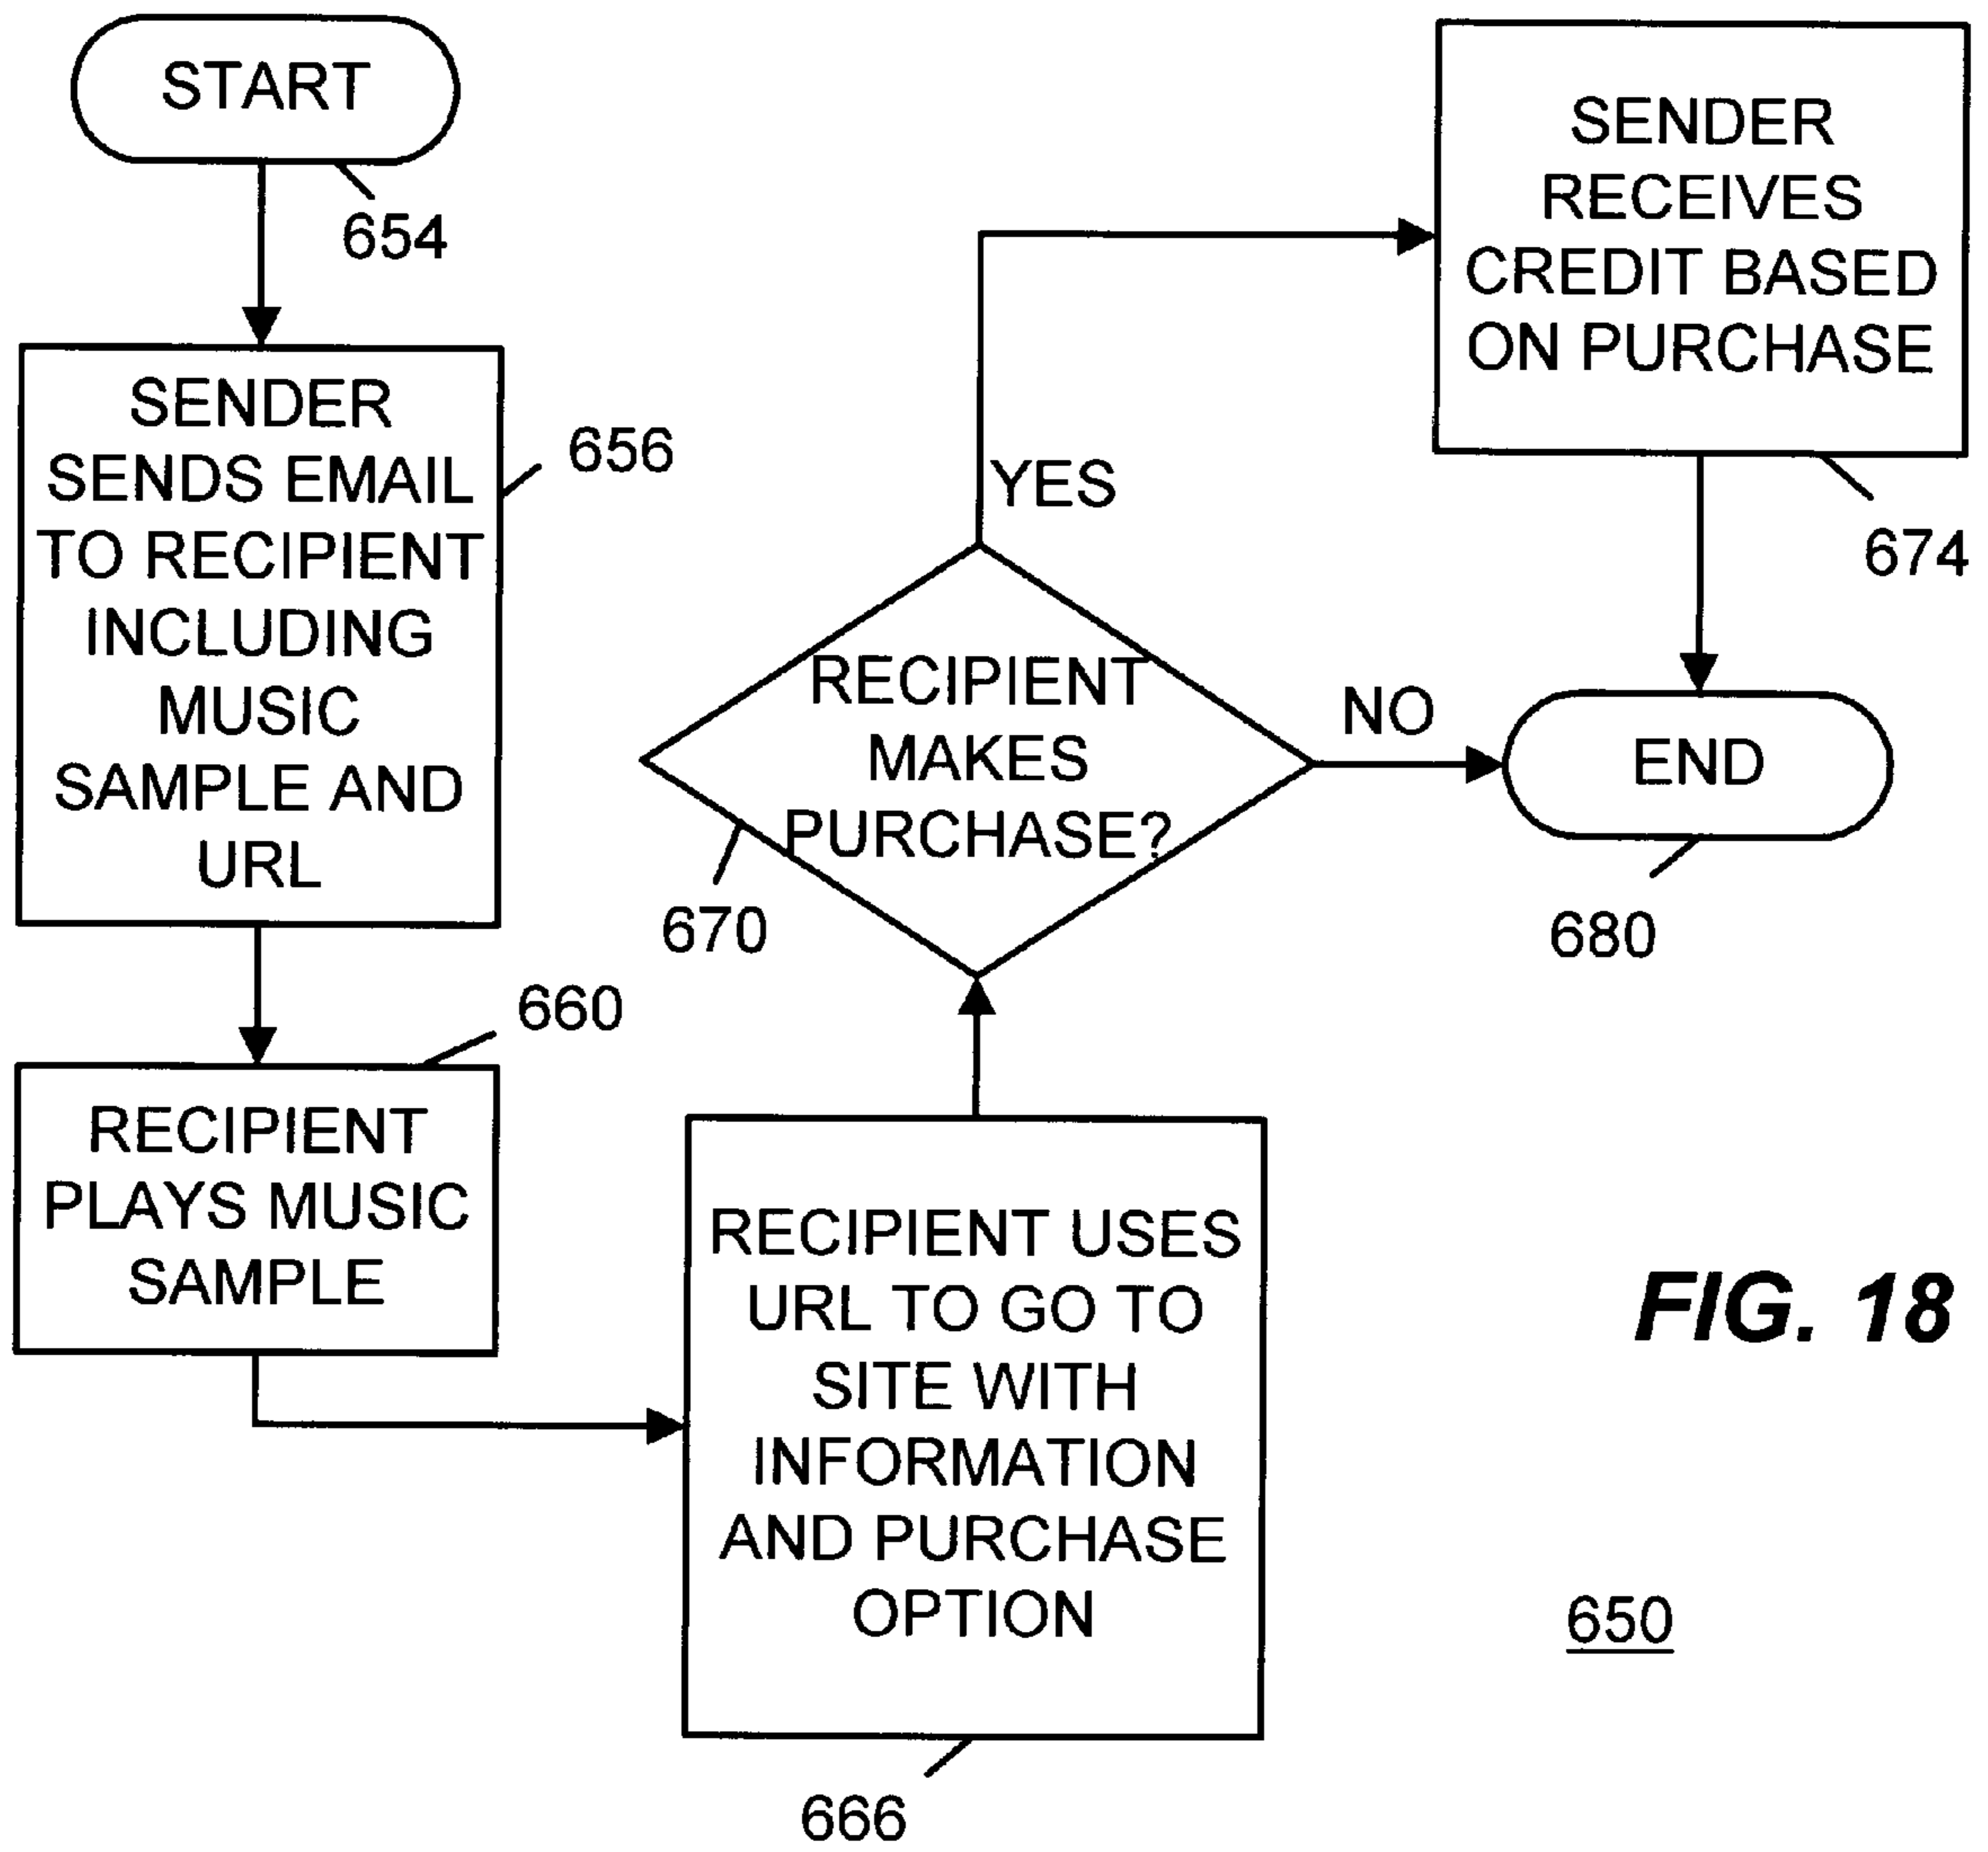 START
654
SENDER
SENDS EMAIL
TO RECIPIENT
INCLUDING
MUSIC
SAMPLE AND
URL
656
RECIPIENT
PLAYS MUSIC
SAMPLE
660
RECIPIENT USES
URL TO GO TO
SITE WITH
INFORMATION
AND PURCHASE
OPTION
666
RECIPIENT
MAKES
PURCHASE?
670
YES
NO
SENDER
RECEIVES
CREDIT BASED
ON PURCHASE
674
END
680
FIG. 18
650